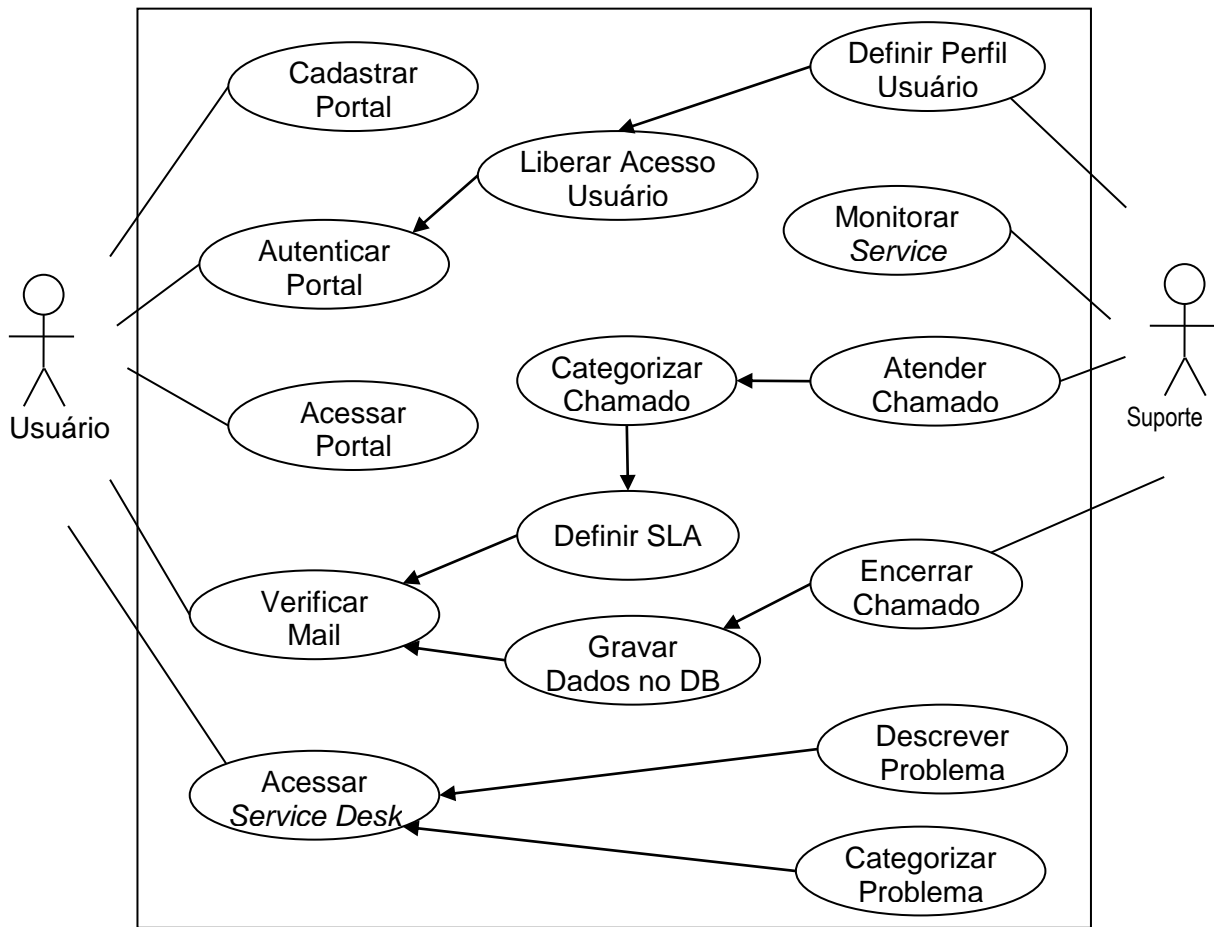 Cadastrar
Portal
Definir Perfil
Usuário
Liberar Acesso
Usuário
Monitorar
Service
Autenticar
Portal
Categorizar
Chamado
Atender
Chamado
Acessar
Portal
Usuário
Suporte
Definir SLA
Encerrar
Chamado
Verificar
Mail
Gravar
Dados no DB
Descrever
Problema
Acessar
Service Desk
Categorizar
Problema